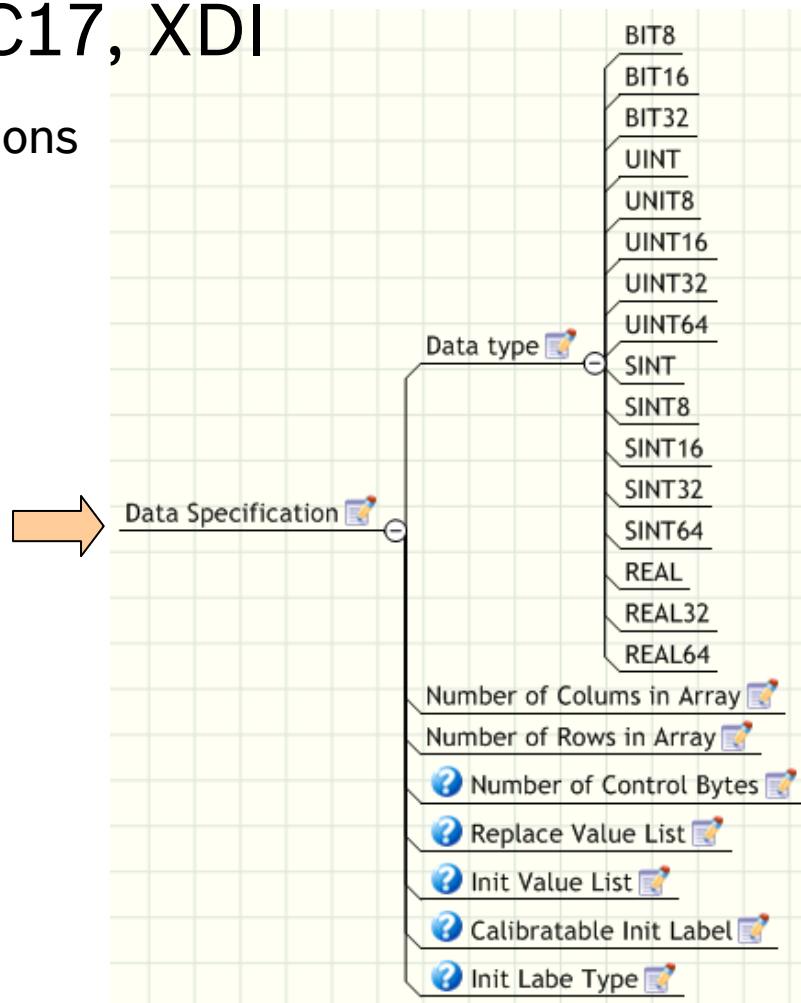 C17, XDI
ons
BIT8
BIT16
BIT32
UINT
UNIT8
UINT16
UINT32
UINT64
Data type
SINT
SINT8
SINT16
SINT32
Data Specification
SINT64
REAL
REAL32
REAL64
Number of Colums in Array
Number of Rows in Array
Number of Control Bytes
Replace Value List
Init Value List
Calibratable Init Label
Init Labe Type